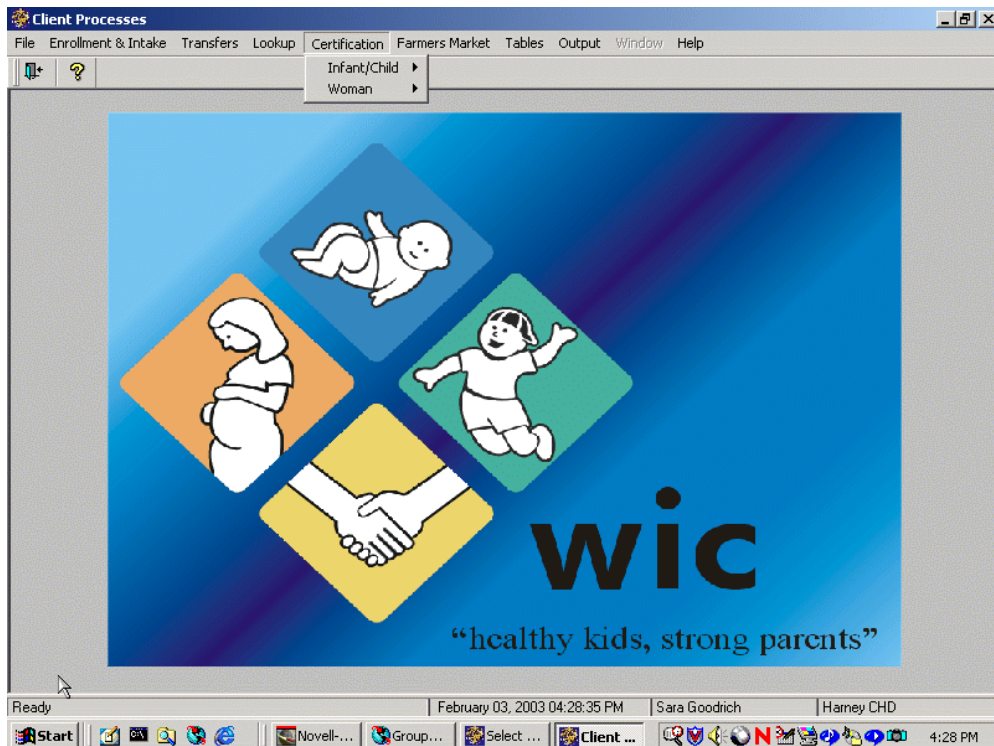 Client Processes
File Enrollment & Intake Transfers Lookup Certification Farmers Market Tables Output Window Help
Infant/Child
Woman
wic
“healthy kids, strong parents”
Ready February 03, 2003 04:28:35 PM Sara Goodrich Harney CHD
Start Novell-... Group... Select ... Client ... 4:28 PM